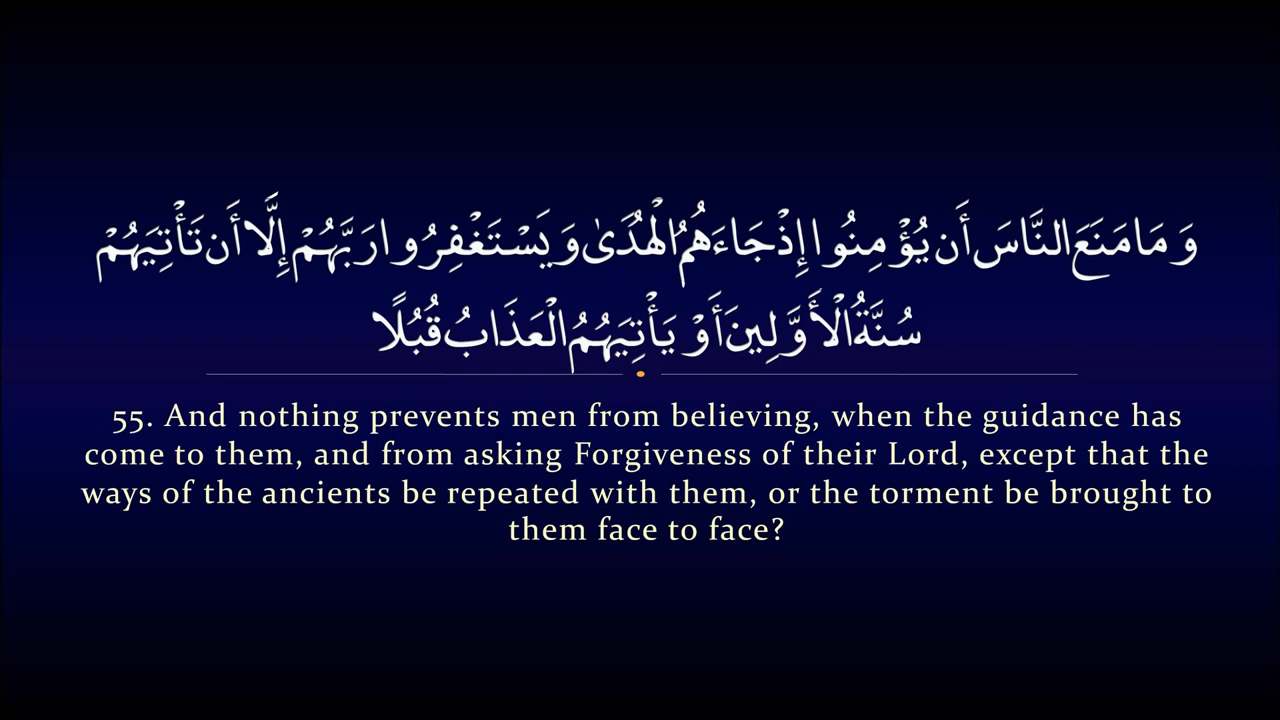 وَمَا مَنَعَ النَّاسَ أَن يُؤْمِنُوا إِذْ جَاءَهُمُ الْهُدَىٰ وَيَسْتَغْفِرُوا رَبَّهُمْ إِلَّا أَن تَأْتِيَهُمْ
سُنَّةُ الْأَوَّلِينَ أَوْ يَأْتِيَهُمُ الْعَذَابُ قُبُلًا
55. And nothing prevents men from believing, when the guidance has
come to them, and from asking Forgiveness of their Lord, except that the
ways of the ancients be repeated with them, or the torment be brought to
them face to face?